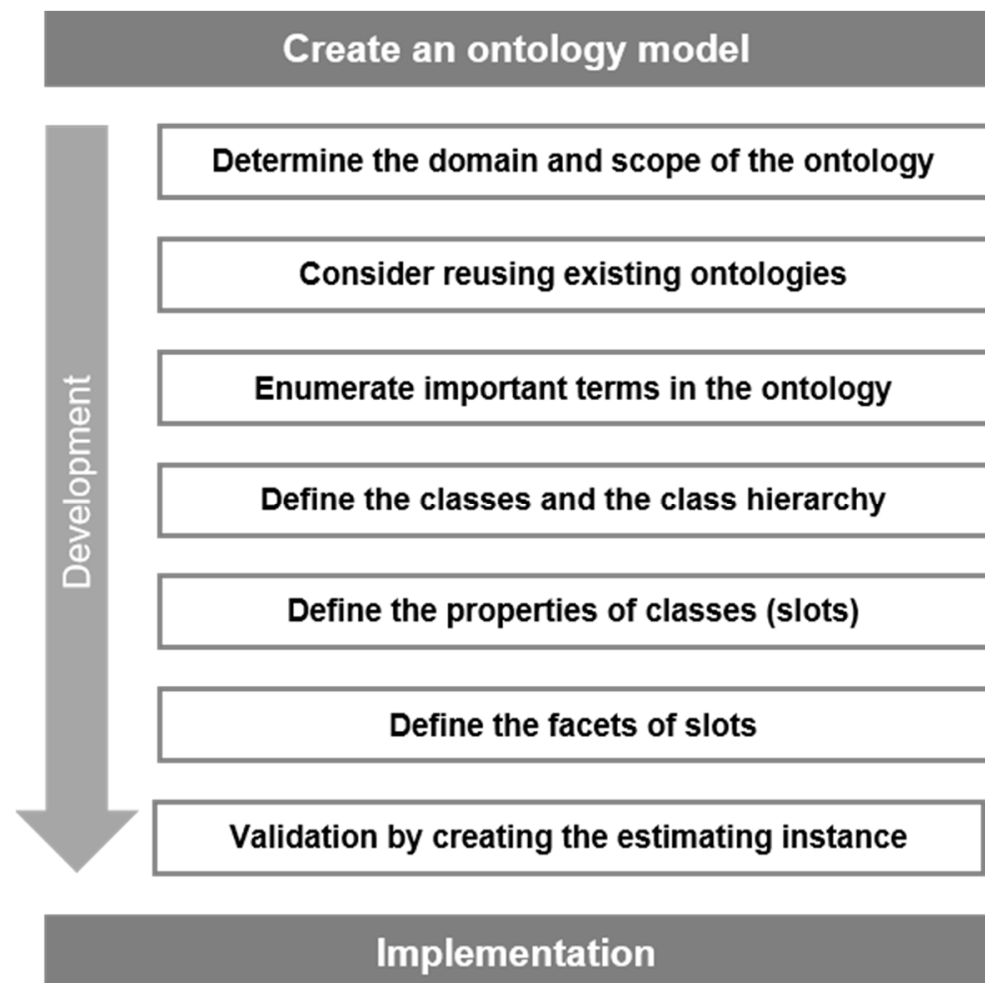 Create an ontology model
Development
Determine the domain and scope of the ontology
Consider reusing existing ontologies
Enumerate important terms in the ontology
Define the classes and the class hierarchy
Define the properties of classes (slots)
Define the facets of slots
Validation by creating the estimating instance
Implementation